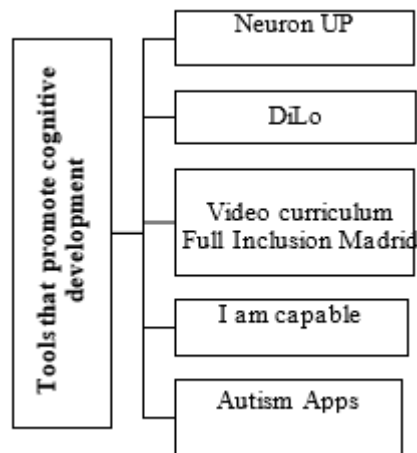 Tools that promote cognitive
development
Neuron UP
DiLo
Video curriculum
Full Inclusion Madrid
I am capable
Autism Apps